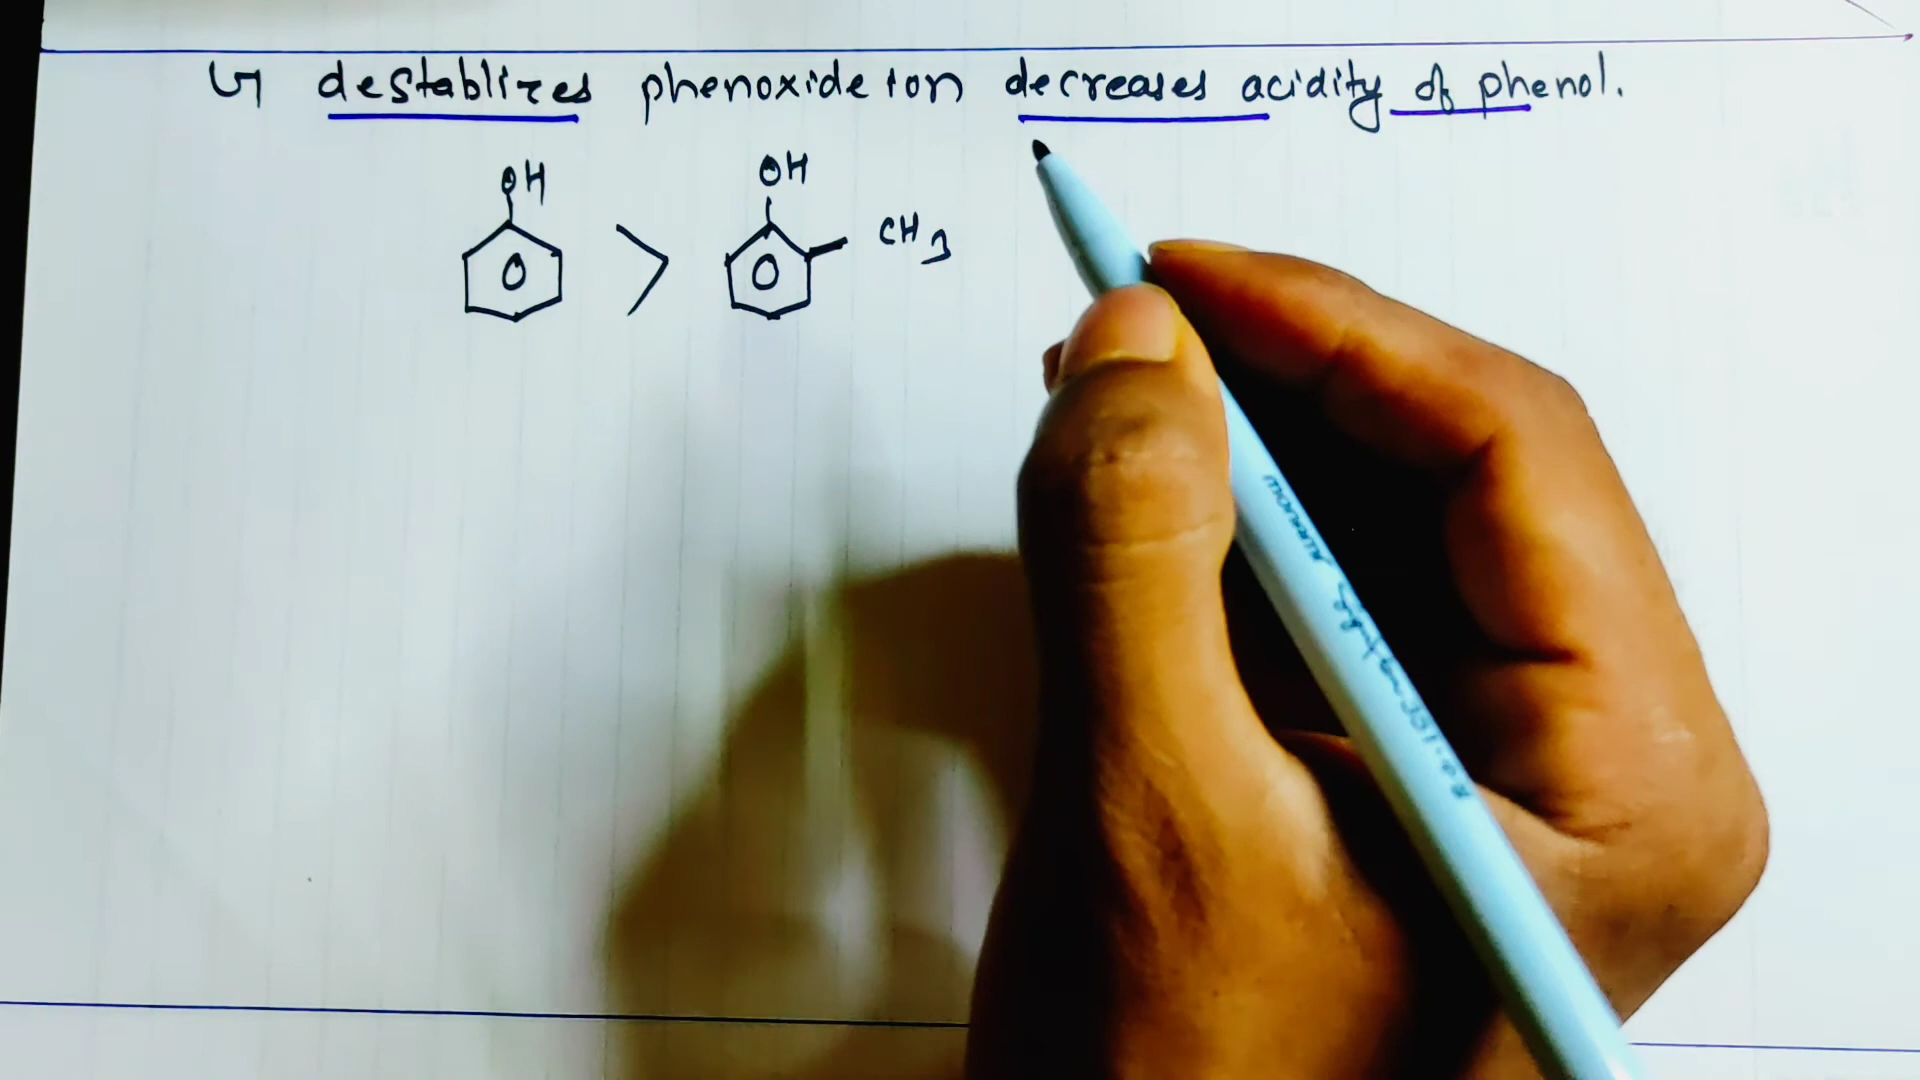 ↳ destablizes phenoxide ion decreases acidity of phenol.
OH OH
> CH3